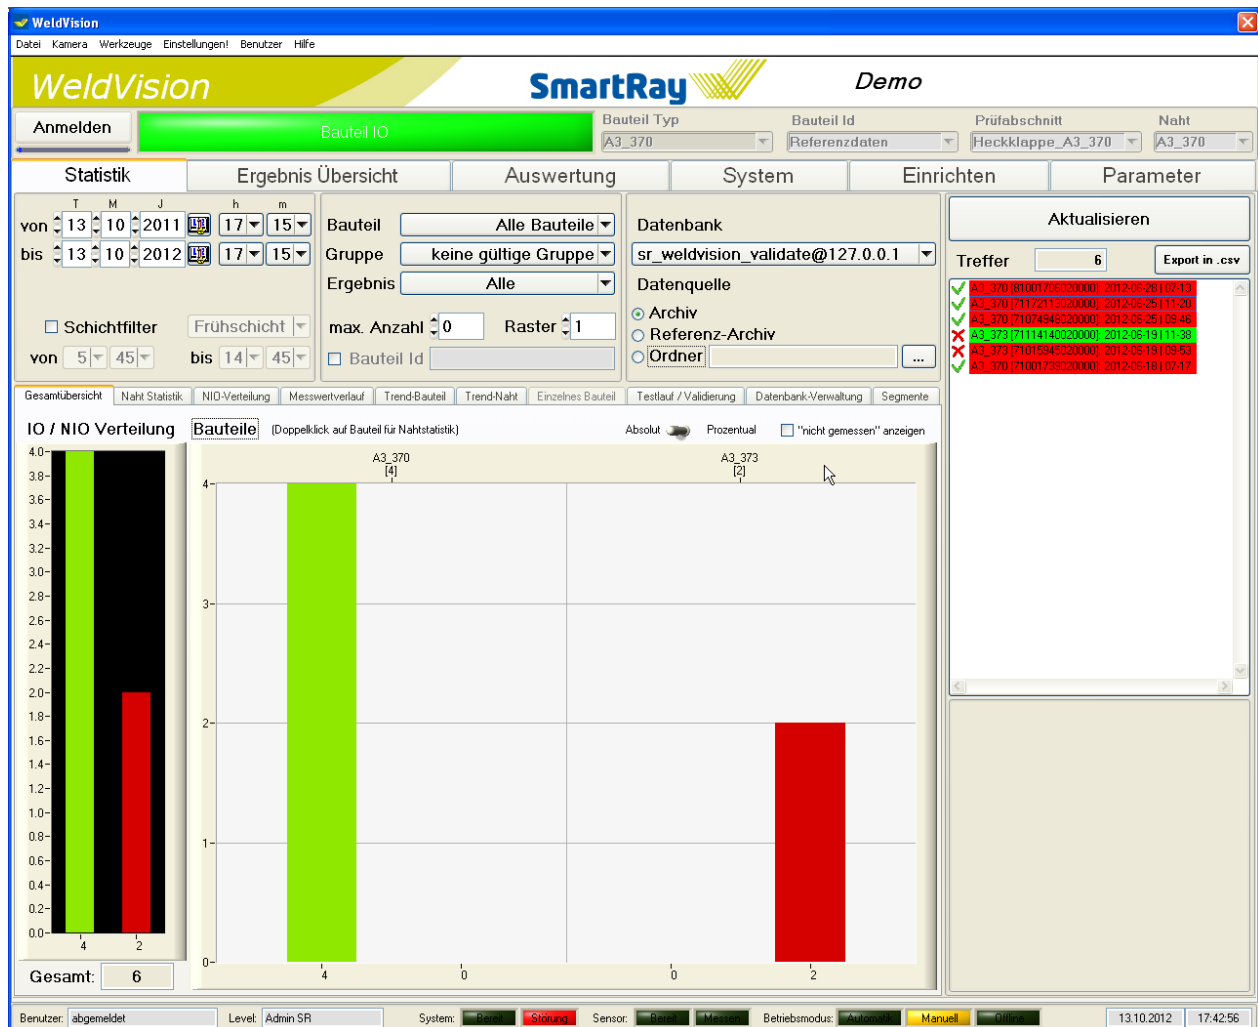 WeldVision
Datei Kamera Werkzeuge Einstellungen! Benutzer Hilfe
WeldVision SmartRay Demo
Anmelden Bauteil IO
Bauteil Typ Bauteil Id Prüfabschnitt Naht
A3_370 Referenzdaten Heckklappe_A3_370 A3_370
Statistik Ergebnis Übersicht Auswertung System Einrichten Parameter
T M J h m
von 13 10 2011 17 15
bis 13 10 2012 17 15
Schichtfilter Frühschicht
von 5 45 bis 14 45
Bauteil Alle Bauteile
Gruppe keine gültige Gruppe
Ergebnis Alle
max. Anzahl 0 Raster 1
Bauteil Id
Datenbank
sr_weldvision_validate@127.0.0.1
Datenquelle
Archiv
Referenz-Archiv
Ordner ...
Aktualisieren
Treffer 6 Export in .csv
A3_370 [81001706020000]: 2012-06-28 | 07-13
A3_370 [71172113020000]: 2012-06-25 | 11-20
A3_370 [71074948020000]: 2012-06-25 | 09-46
A3_373 [71114140020000]: 2012-06-19 | 11-38
A3_373 [71015945020000]: 2012-06-19 | 09-53
A3_370 [71001739020000]: 2012-06-18 | 07-17
Gesamtübersicht Naht Statistik NIO-Verteilung Messwertverlauf Trend-Bauteil Trend-Naht Einzelnes Bauteil Testlauf / Validierung Datenbank-Verwaltung Segmente
IO / NIO Verteilung
4.0
3.8
3.6
3.4
3.2
3.0
2.8
2.6
2.4
2.2
2.0
1.8
1.6
1.4
1.2
1.0
0.8
0.6
0.4
0.2
0.0
4 2
Gesamt: 6
Bauteile (Doppelklick auf Bauteil für Nahtstatistik) Absolut Prozentual "nicht gemessen" anzeigen
A3_370 A3_373
[4] [2]
4
3
2
1
0
4 0 0 2
Benutzer: abgemeldet Level: Admin SR System: Bereit Störung Sensor: Bereit Messen Betriebsmodus: Automatik Manuell Offline 13.10.2012 17:42:56